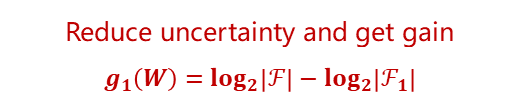 Reduce uncertainty and get gain
𝒈₁(𝑾) = 𝐥𝐨𝐠₂|ℱ| − 𝐥𝐨𝐠₂|ℱ₁|